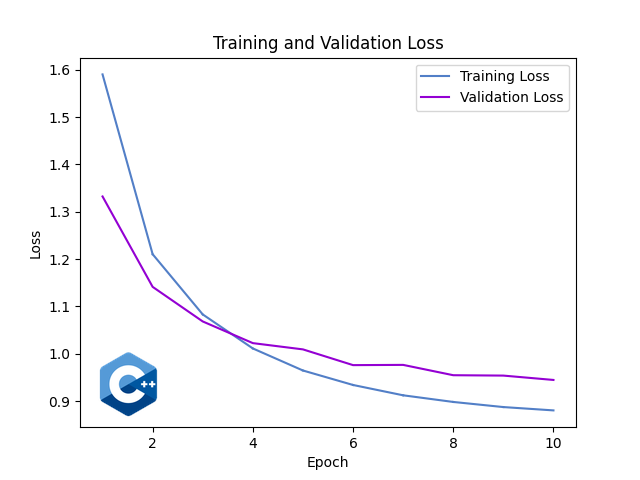 Training and Validation Loss
Training Loss
Validation Loss
1.6
1.5
1.4
1.3
1.2
1.1
1.0
0.9
Loss
C++
2 4 6 8 10
Epoch